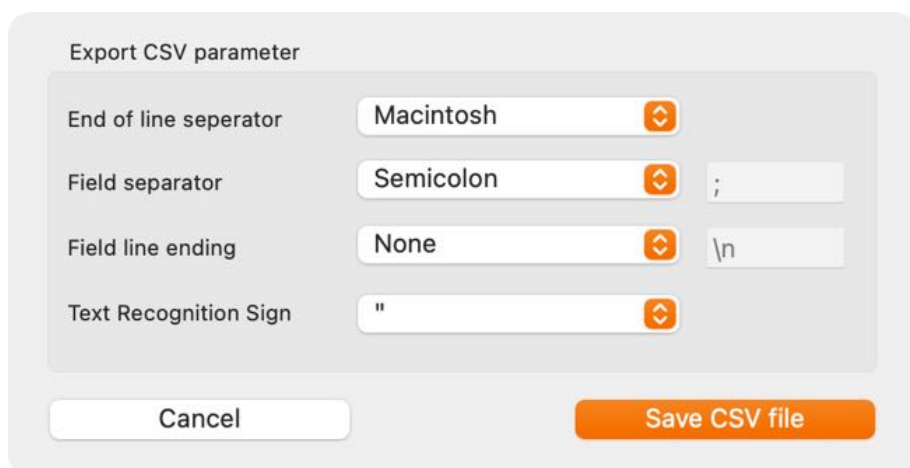 Export CSV parameter
End of line seperator Macintosh
Field separator Semicolon ;
Field line ending None \n
Text Recognition Sign "
Cancel Save CSV file